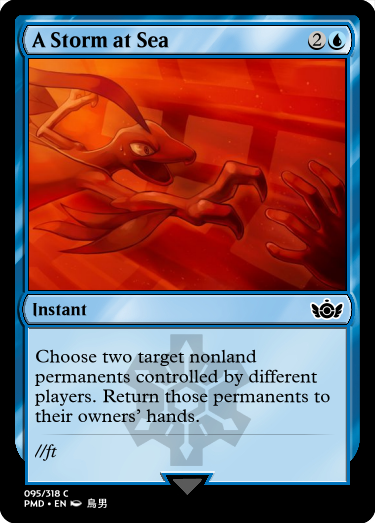 A Storm at Sea
2
Instant
Choose two target nonland
permanents controlled by different
players. Return those permanents to
their owners' hands.
//ft
095/318 C
PMD • EN 鳥男